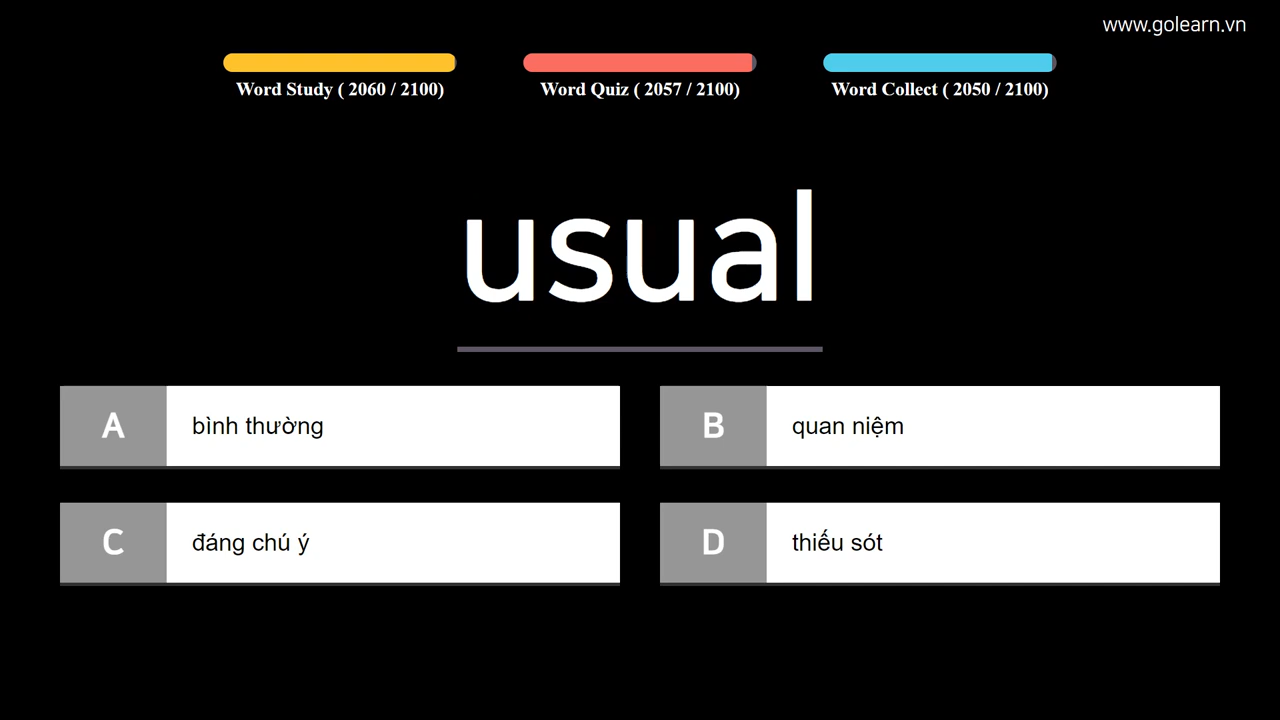 www.golearn.vn
Word Study ( 2060 / 2100)
Word Quiz ( 2057 / 2100)
Word Collect ( 2050 / 2100)
usual
A bình thường
B quan niệm
C đáng chú ý
D thiếu sót